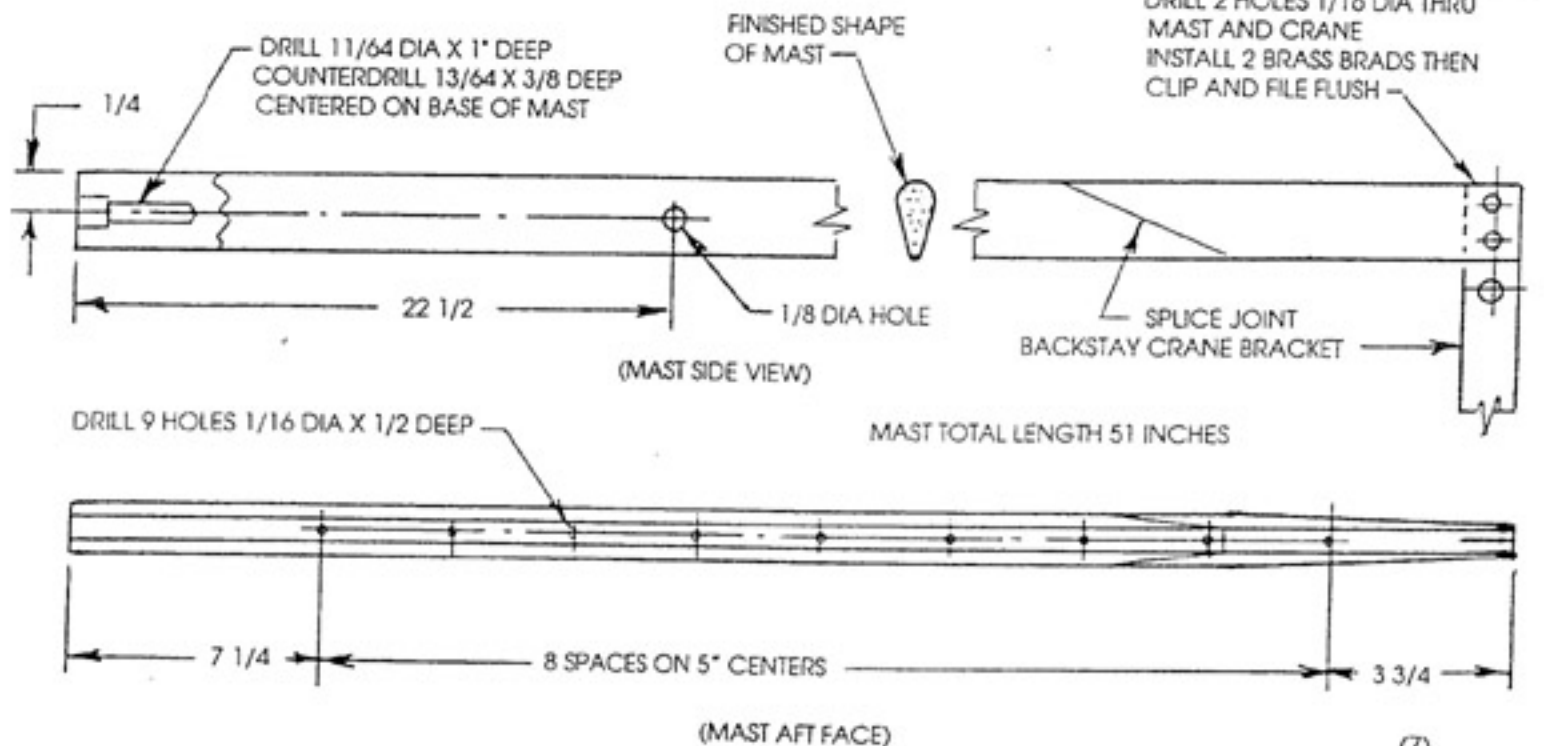 DRILL 2 HOLES 1/16 DIA THRU
MAST AND CRANE
INSTALL 2 BRASS BRADS THEN
CLIP AND FILE FLUSH
FINISHED SHAPE
OF MAST
DRILL 11/64 DIA X 1" DEEP
COUNTERDRILL 13/64 X 3/8 DEEP
CENTERED ON BASE OF MAST
1/4
22 1/2
1/8 DIA HOLE
SPLICE JOINT
BACKSTAY CRANE BRACKET
(MAST SIDE VIEW)
DRILL 9 HOLES 1/16 DIA X 1/2 DEEP
MAST TOTAL LENGTH 51 INCHES
7 1/4
8 SPACES ON 5" CENTERS
3 3/4
(MAST AFT FACE)
(7)